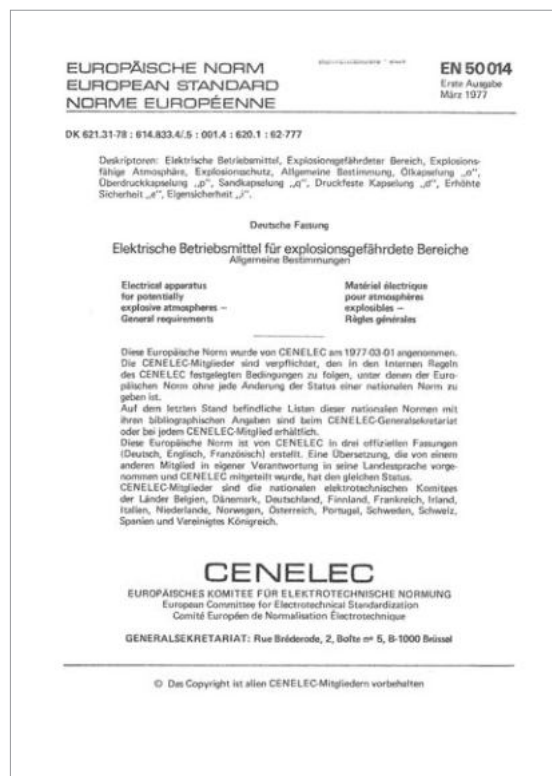 EUROPÄISCHE NORM
EUROPEAN STANDARD
NORME EUROPÉENNE
EN 50 014
Erste Ausgabe
März 1977
DK 621.31-78 : 614.833.4/.5 : 001.4 : 620.1 : 62-777
Deskriptoren: Elektrische Betriebsmittel, Explosionsgefährdeter Bereich, Explosions-
fähige Atmosphäre, Explosionsschutz, Allgemeine Bestimmung, Ölkapselung „o",
Überdruckkapselung „p", Sandkapselung „q", Druckfeste Kapselung „d", Erhöhte
Sicherheit „e", Eigensicherheit „i".
Deutsche Fassung
Elektrische Betriebsmittel für explosionsgefährdete Bereiche
Allgemeine Bestimmungen
Electrical apparatus
for potentially
explosive atmospheres –
General requirements
Matériel électrique
pour atmosphères
explosibles –
Règles générales
Diese Europäische Norm wurde von CENELEC am 1977-03-01 angenommen.
Die CENELEC-Mitglieder sind verpflichtet, den in den Internen Regeln
des CENELEC festgelegten Bedingungen zu folgen, unter denen der Euro-
päischen Norm ohne jede Änderung der Status einer nationalen Norm zu
geben ist.
Auf dem letzten Stand befindliche Listen dieser nationalen Normen mit
ihren bibliographischen Angaben sind beim CENELEC-Generalsekretariat
oder bei jedem CENELEC-Mitglied erhältlich.
Diese Europäische Norm ist von CENELEC in drei offiziellen Fassungen
(Deutsch, Englisch, Französisch) erstellt. Eine Übersetzung, die von einem
anderen Mitglied in eigener Verantwortung in seine Landessprache vorge-
nommen und CENELEC mitgeteilt wurde, hat den gleichen Status.
CENELEC-Mitglieder sind die nationalen elektrotechnischen Komitees
der Länder Belgien, Dänemark, Deutschland, Finnland, Frankreich, Irland,
Italien, Niederlande, Norwegen, Österreich, Portugal, Schweden, Schweiz,
Spanien und Vereinigtes Königreich.
CENELEC
EUROPÄISCHES KOMITEE FÜR ELEKTROTECHNISCHE NORMUNG
European Committee for Electrotechnical Standardization
Comité Européen de Normalisation Électrotechnique
GENERALSEKRETARIAT: Rue Bréderode, 2, Boîte nº 5, B-1000 Brüssel
© Das Copyright ist allen CENELEC-Mitgliedern vorbehalten